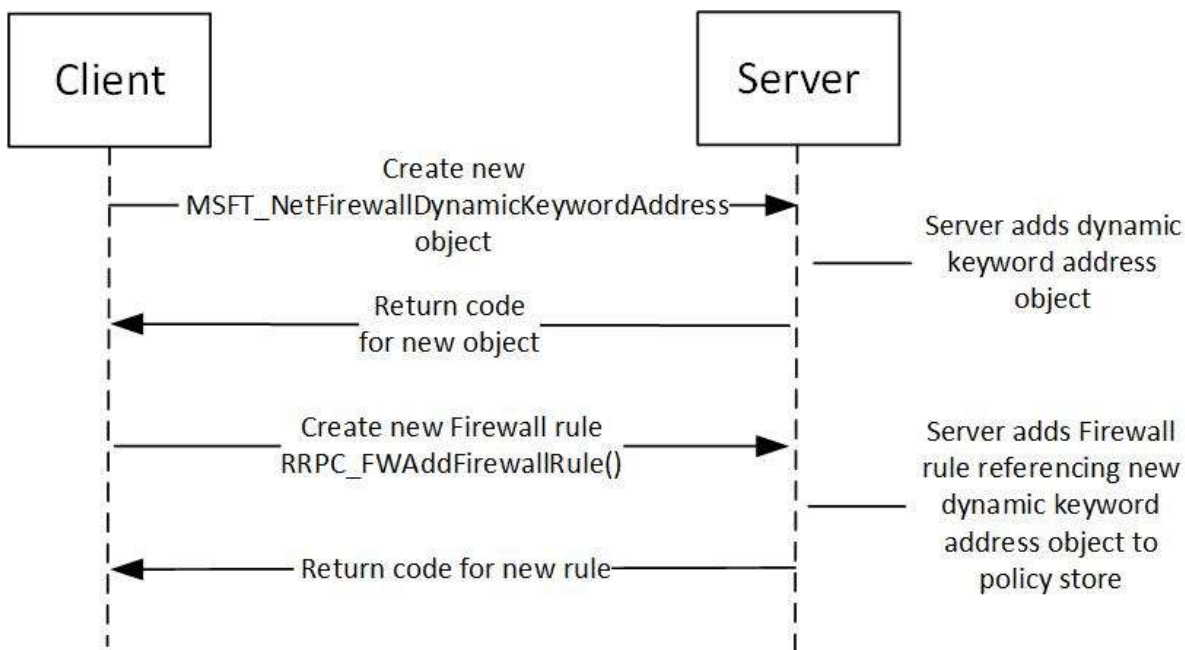 Client
Server
Create new
MSFT_NetFirewallDynamicKeywordAddress
object
Server adds dynamic
keyword address
object
Return code
for new object
Create new Firewall rule
RRPC_FWAddFirewallRule()
Server adds Firewall
rule referencing new
dynamic keyword
address object to
policy store
Return code for new rule